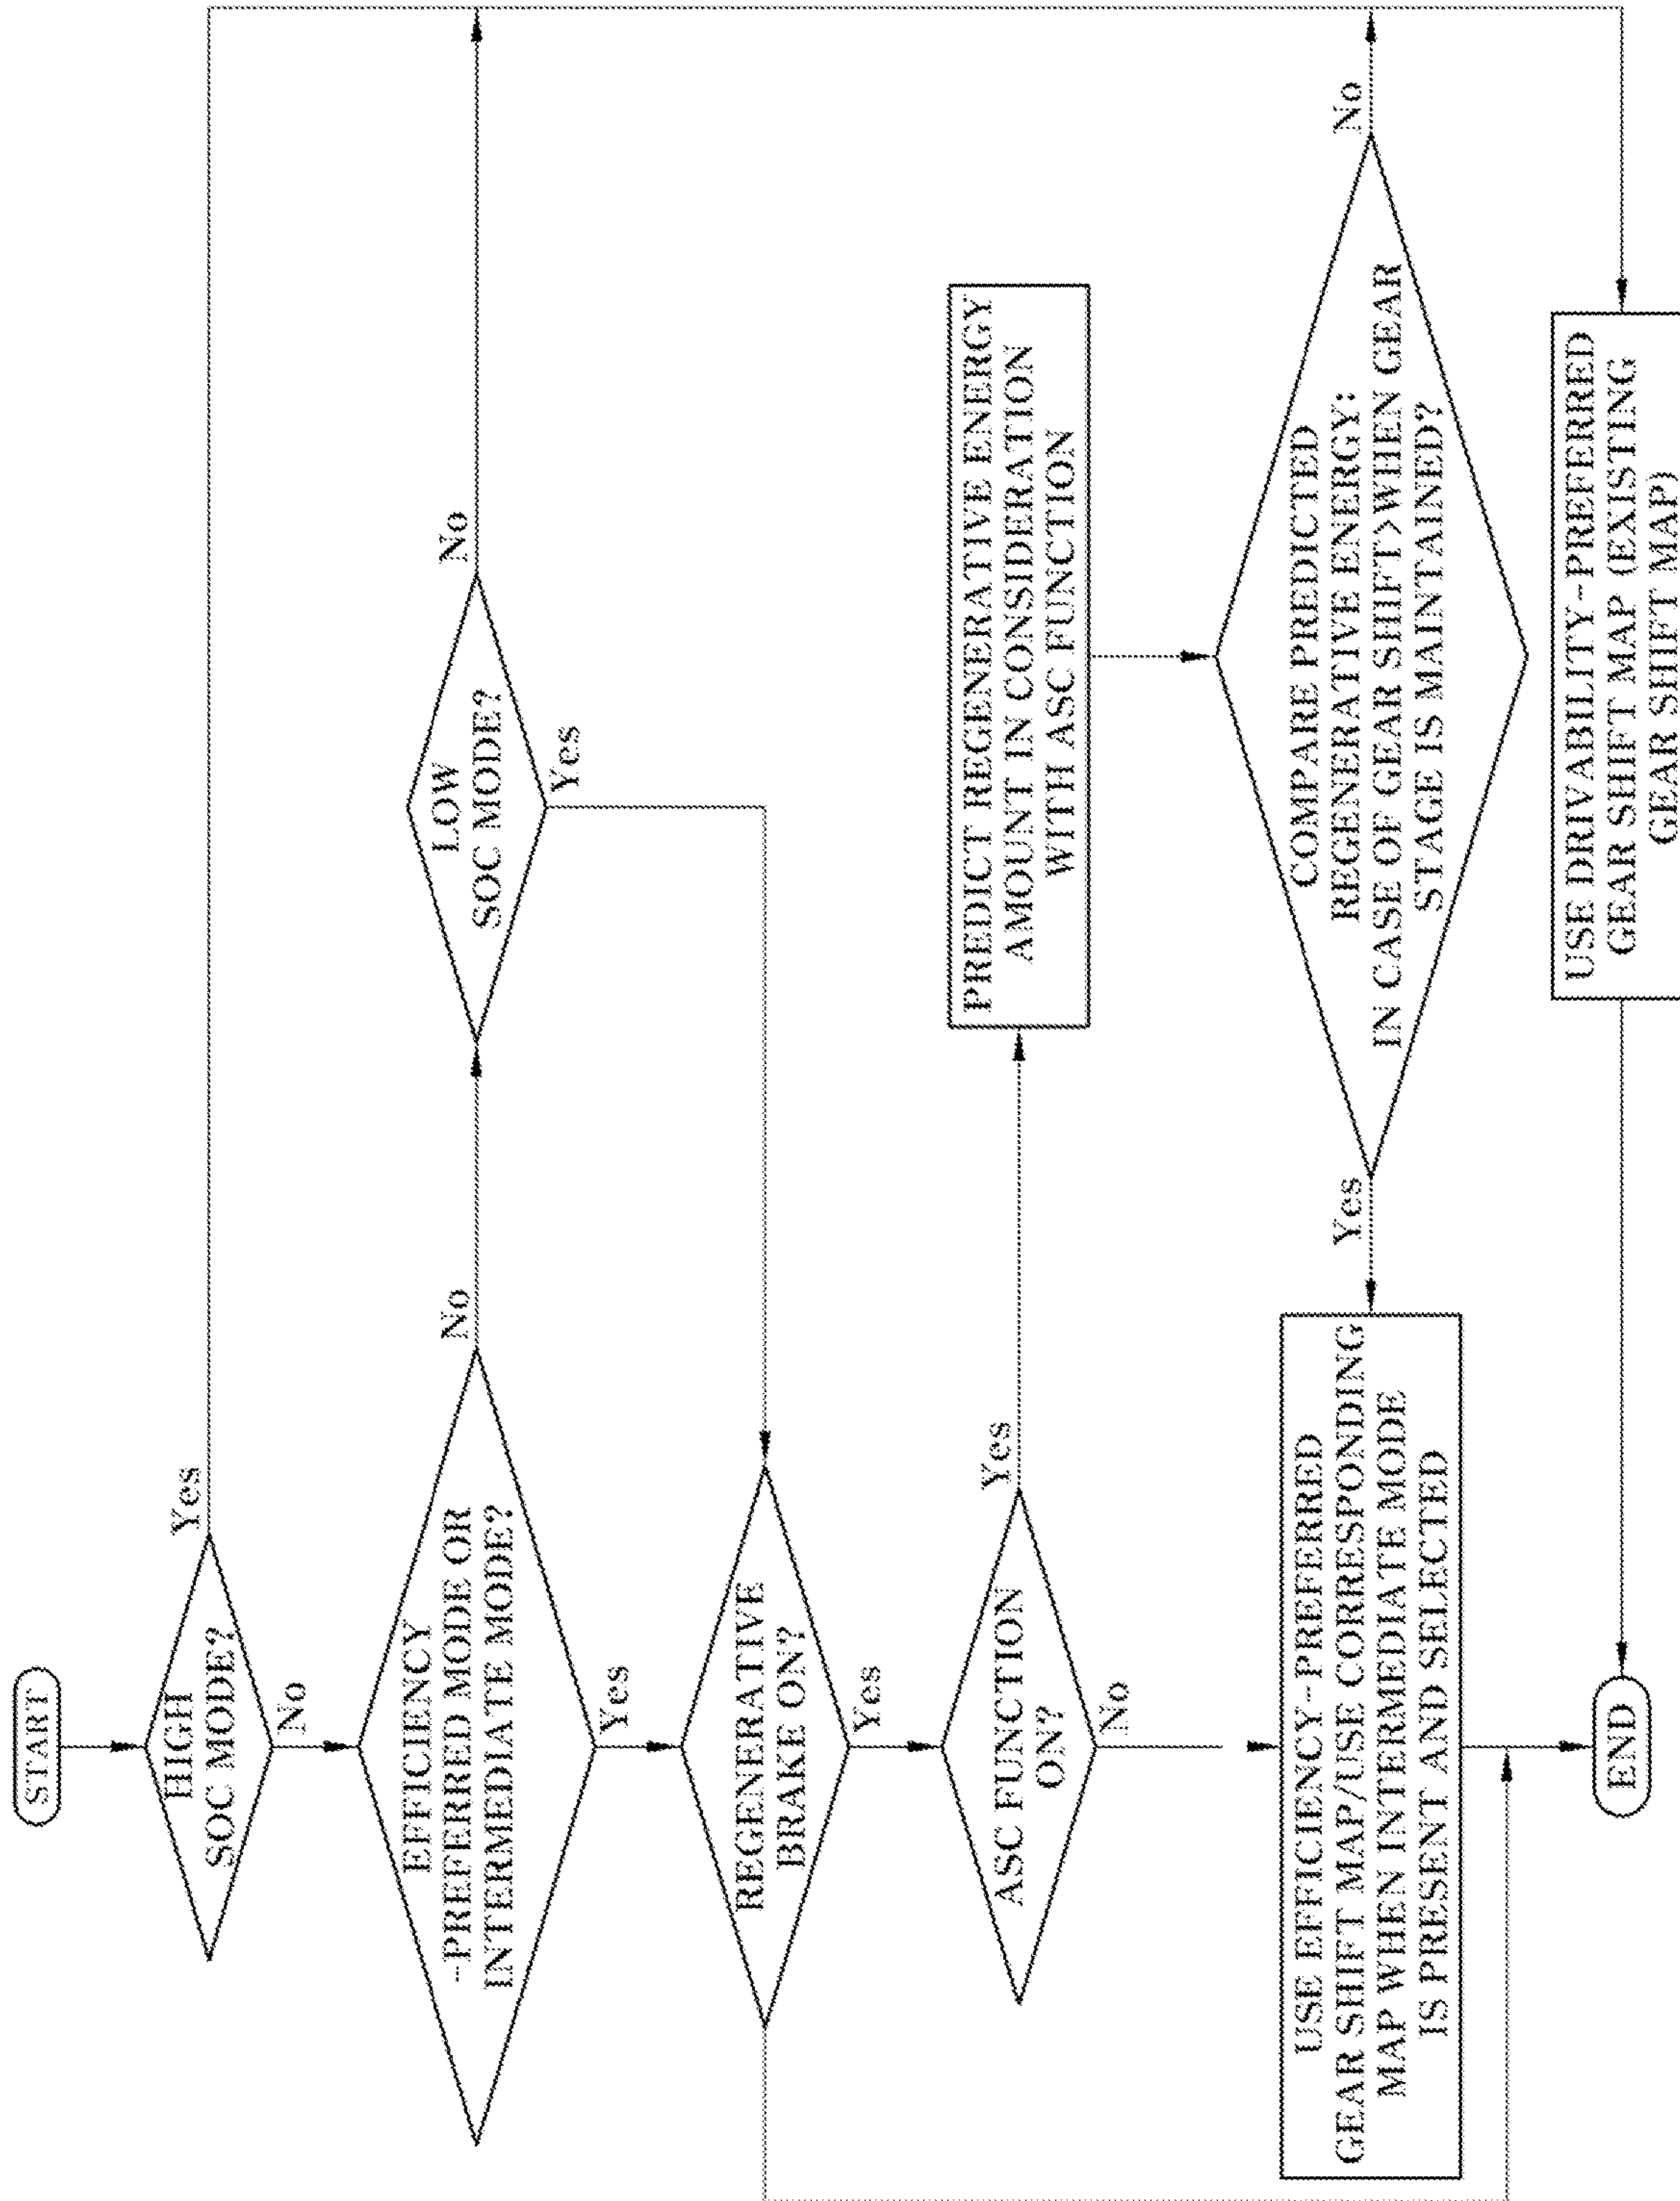 START
HIGH
SOC MODE?
Yes
No
EFFICIENCY
-PREFERRED MODE OR
INTERMEDIATE MODE?
No
Yes
LOW
SOC MODE?
No
Yes
REGENERATIVE
BRAKE ON?
Yes
ASC FUNCTION
ON?
Yes
No
PREDICT REGENERATIVE ENERGY
AMOUNT IN CONSIDERATION
WITH ASC FUNCTION
COMPARE PREDICTED
REGENERATIVE ENERGY:
IN CASE OF GEAR SHIFT>WHEN GEAR
STAGE IS MAINTAINED?
Yes
No
USE EFFICIENCY-PREFERRED
GEAR SHIFT MAP/USE CORRESPONDING
MAP WHEN INTERMEDIATE MODE
IS PRESENT AND SELECTED
USE DRIVABILITY-PREFERRED
GEAR SHIFT MAP (EXISTING
GEAR SHIFT MAP)
END